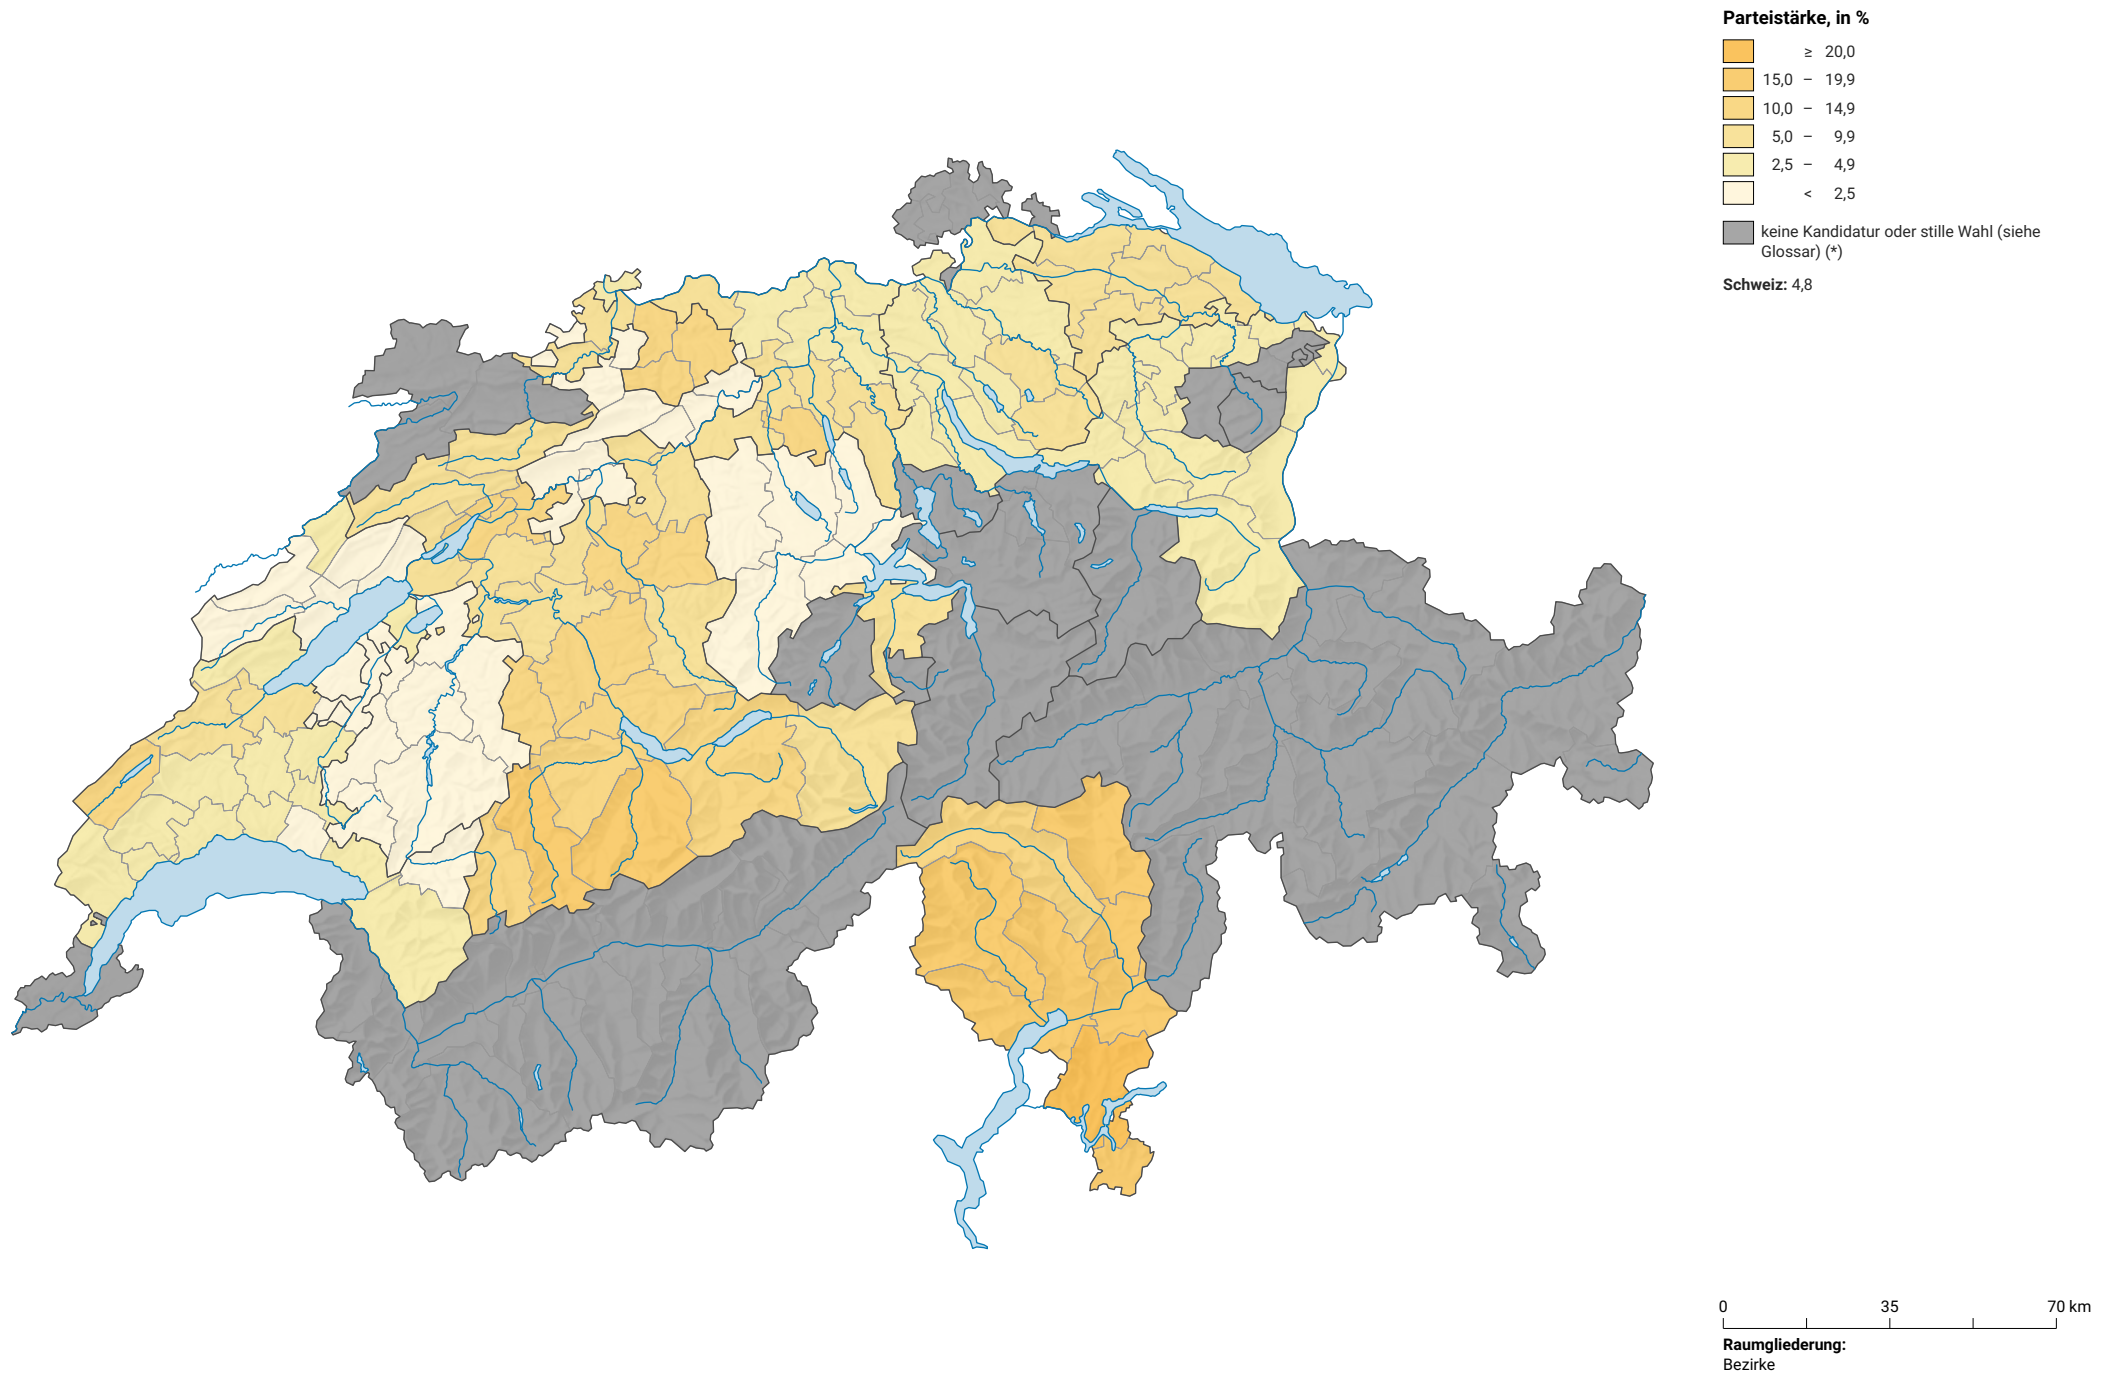 Parteistärke, in %
≥ 20,0
15,0 – 19,9
10,0 – 14,9
5,0 – 9,9
2,5 – 4,9
< 2,5
keine Kandidatur oder stille Wahl (siehe
Glossar) (*)
Schweiz: 4,8
0 35 70 km
Raumgliederung:
Bezirke